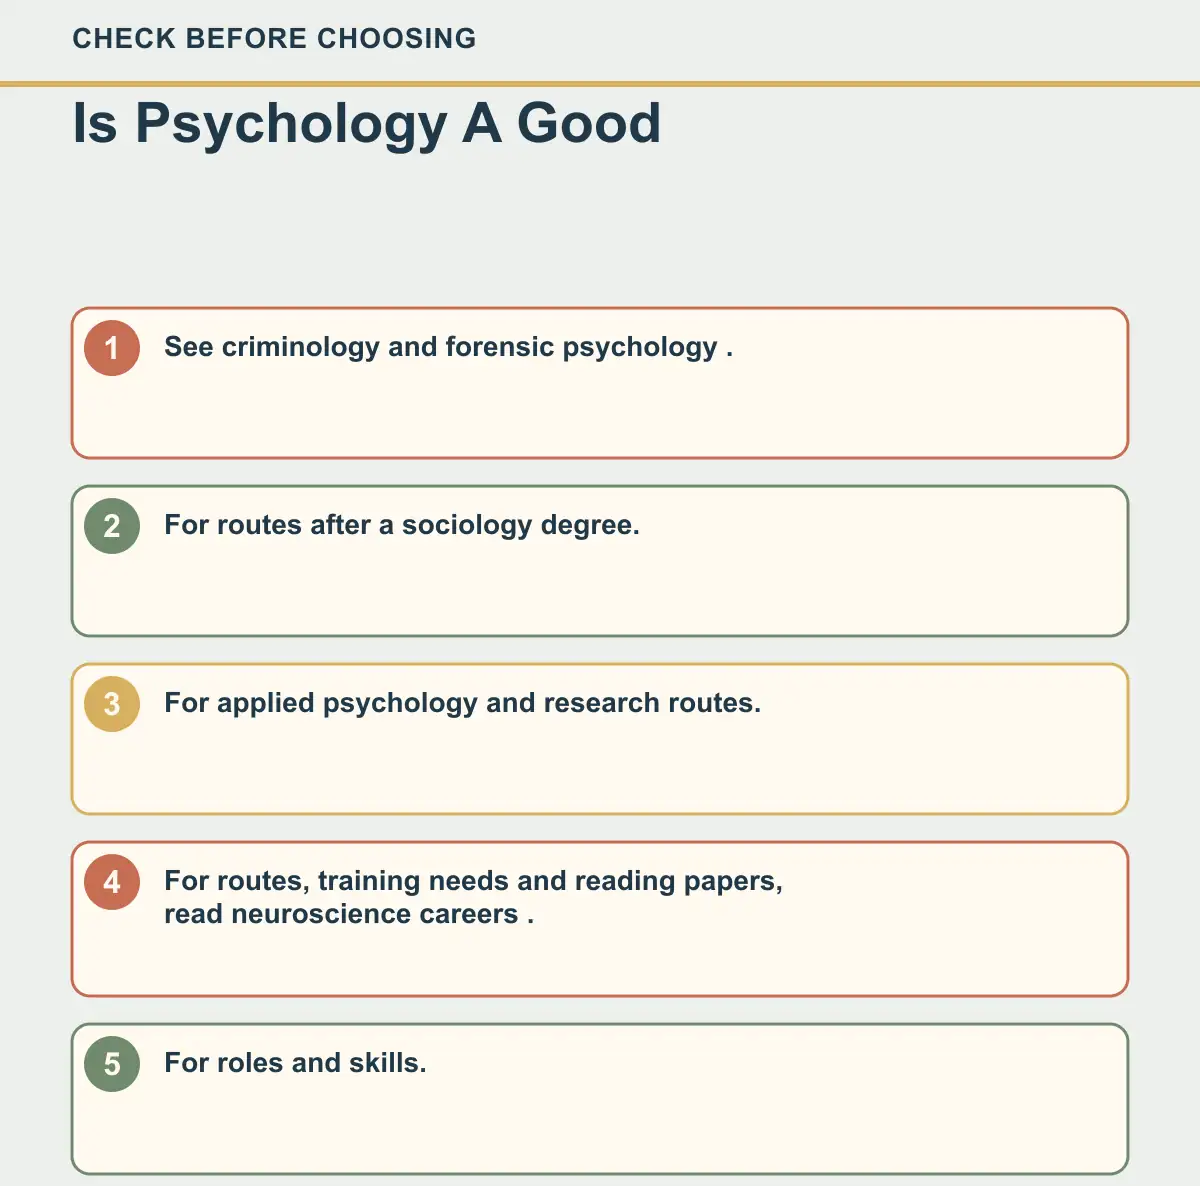 CHECK BEFORE CHOOSING
Is Psychology A Good
1
See criminology and forensic psychology .
2
For routes after a sociology degree.
3
For applied psychology and research routes.
4
For routes, training needs and reading papers,
read neuroscience careers .
5
For roles and skills.